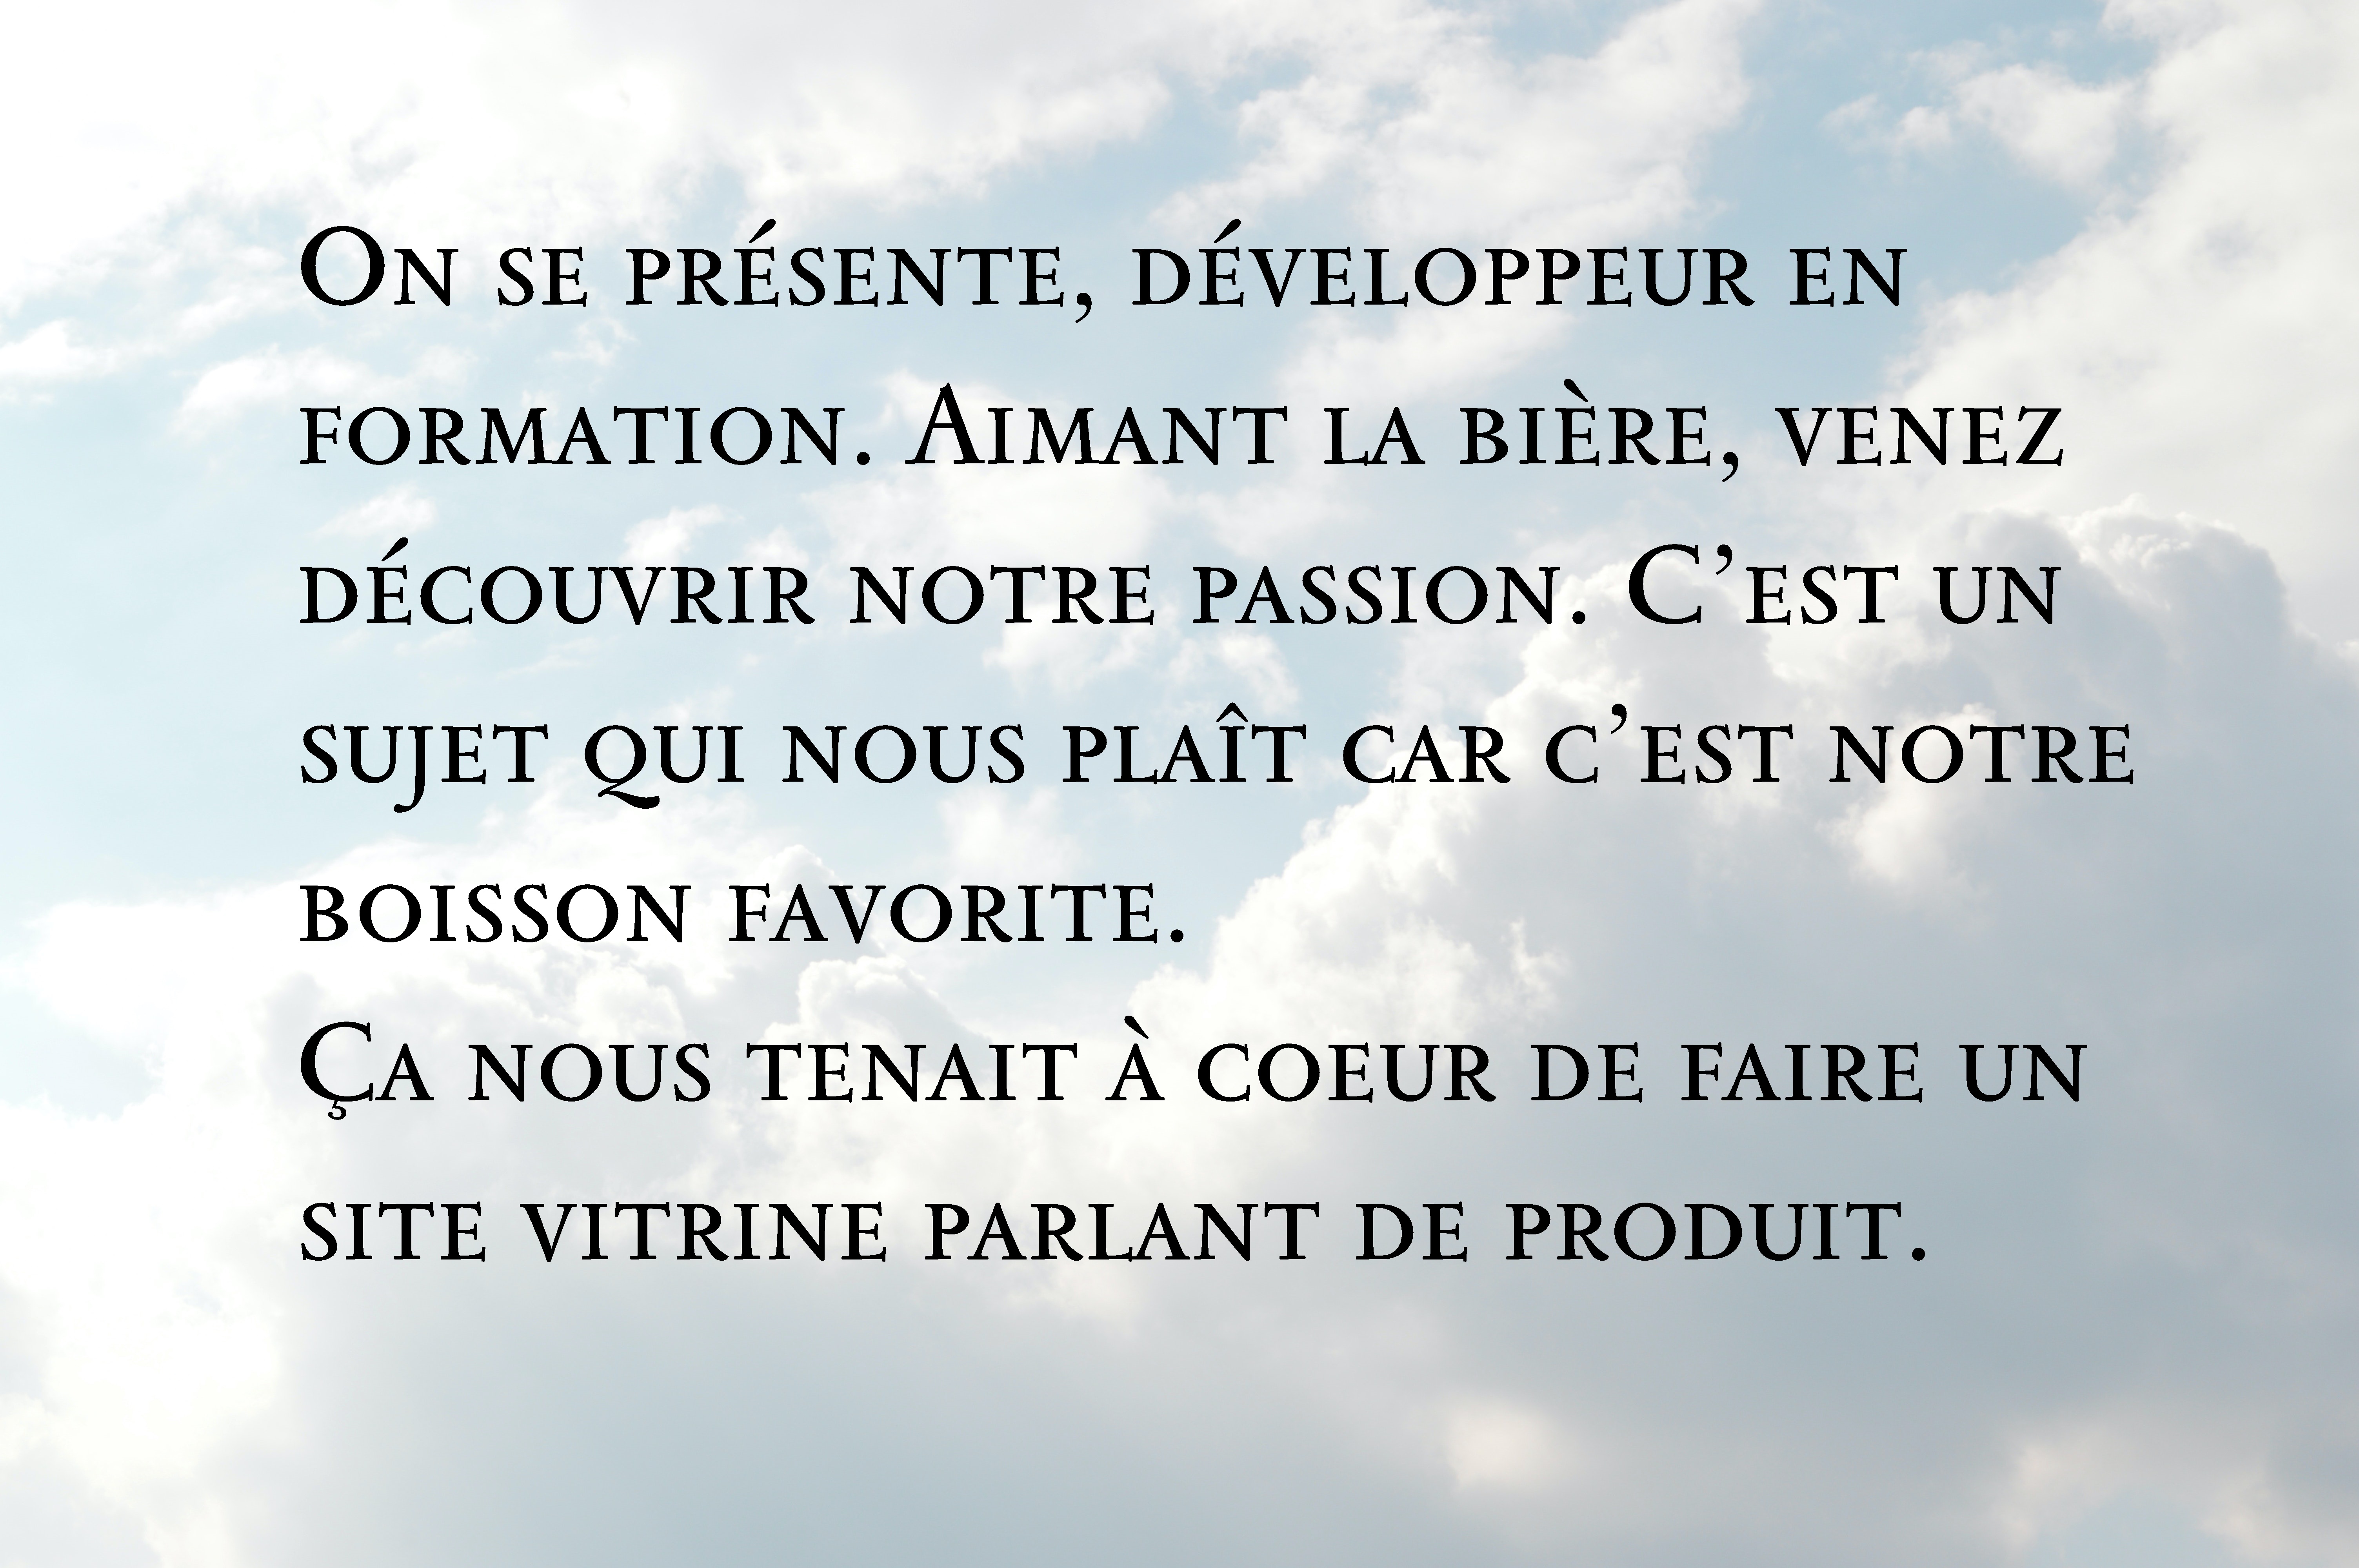 On se présente, développeur en
formation. Aimant la bière, venez
découvrir notre passion. C’est un
sujet qui nous plaît car c’est notre
boisson favorite.
Ça nous tenait à coeur de faire un
site vitrine parlant de produit.